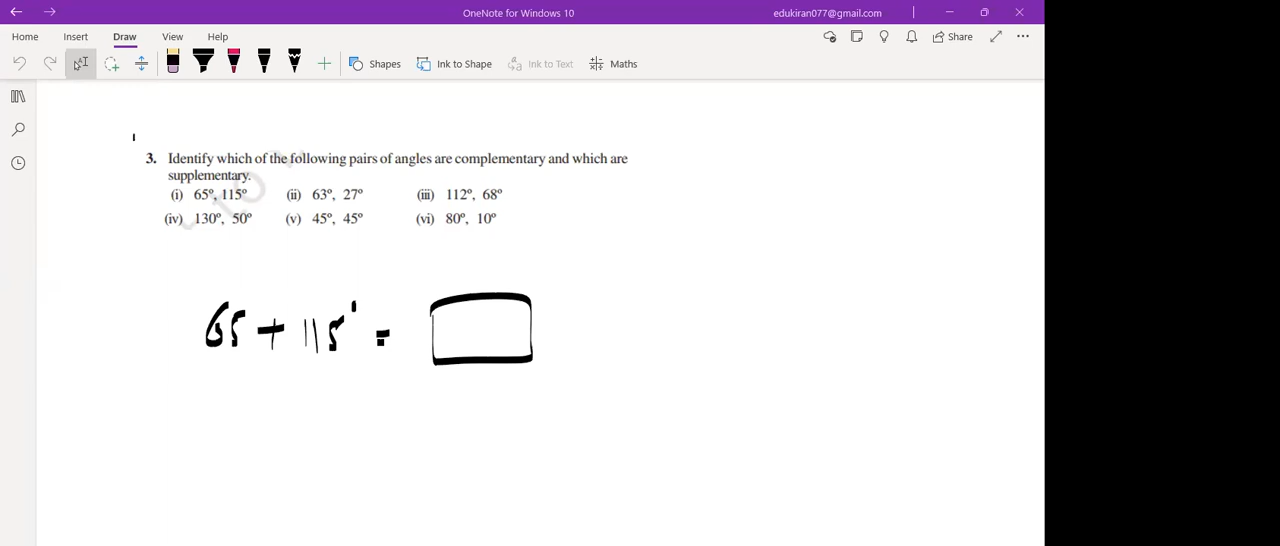 OneNote for Windows 10
edukiran077@gmail.com
Home Insert Draw View Help
Share
Shapes Ink to Shape Ink to Text Maths
3. Identify which of the following pairs of angles are complementary and which are
supplementary.
(i) 65°, 115° (ii) 63°, 27° (iii) 112°, 68°
(iv) 130°, 50° (v) 45°, 45° (vi) 80°, 10°
65 + 115° =